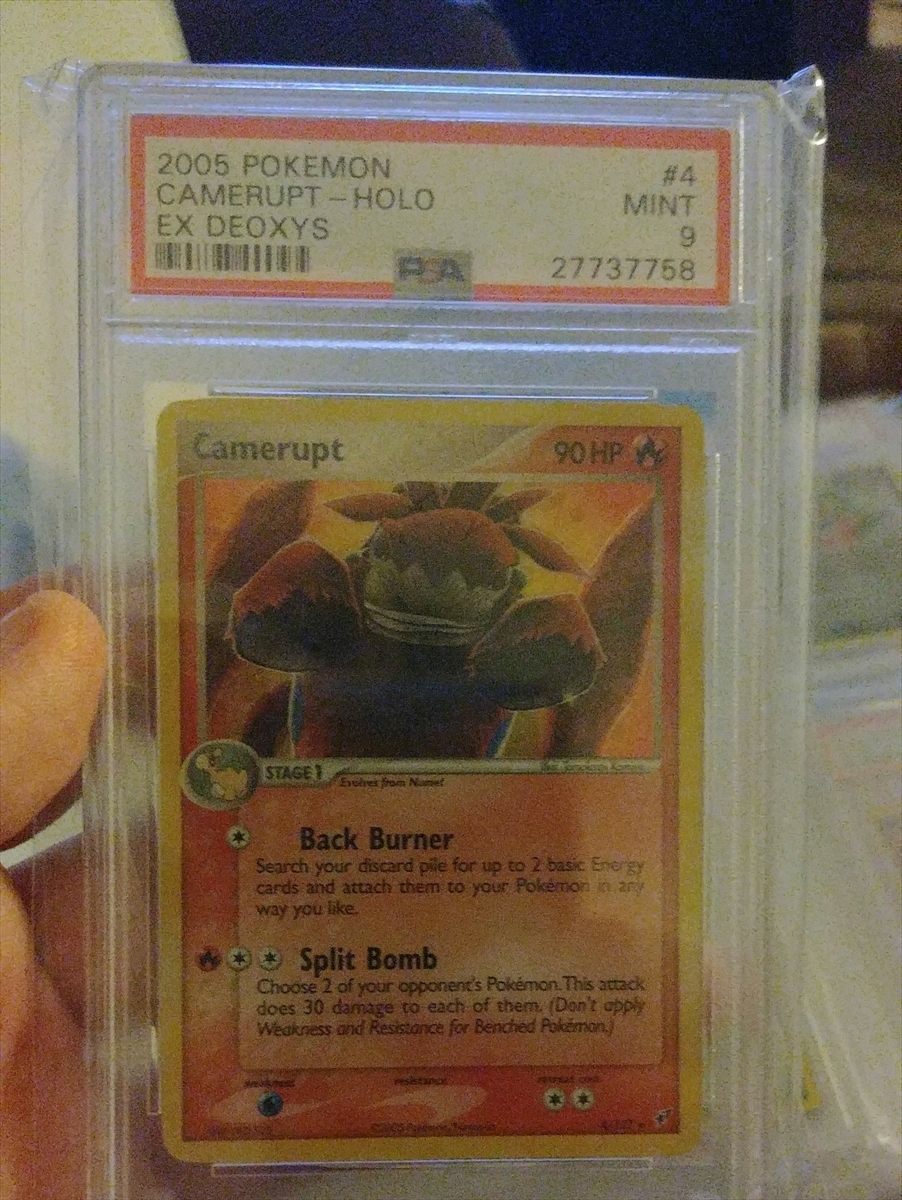 2005 POKEMON #4
CAMERUPT - HOLO MINT
EX DEOXYS 9
PSA 27737758
Camerupt 90 HP
STAGE 1
Evolves from Numel
Back Burner
Search your discard pile for up to 2 basic Energy
cards and attach them to your Pokémon in any
way you like.
Split Bomb
Choose 2 of your opponent's Pokémon. This attack
does 30 damage to each of them. (Don't apply
Weakness and Resistance for Benched Pokémon.)
weakness resistance retreat cost